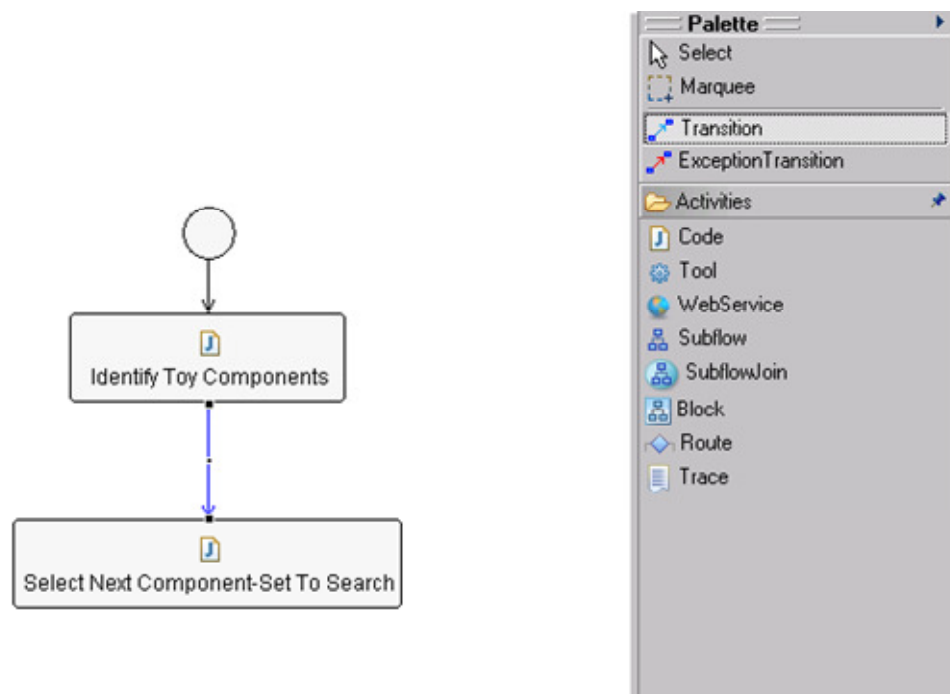 Identify Toy Components
Select Next Component-Set To Search
Palette
Select
Marquee
Transition
ExceptionTransition
Activities
Code
Tool
WebService
Subflow
SubflowJoin
Block
Route
Trace